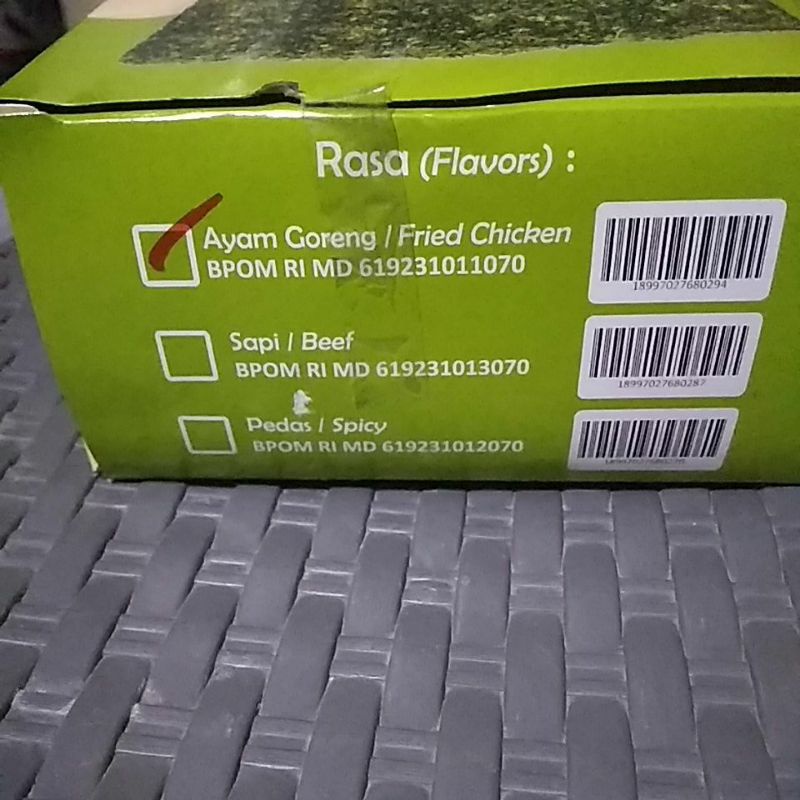 Rasa (Flavors) :
Ayam Goreng / Fried Chicken
BPOM RI MD 619231011070
18997027680294
Sapi / Beef
BPOM RI MD 619231013070
18997027680287
Pedas / Spicy
BPOM RI MD 619231012070